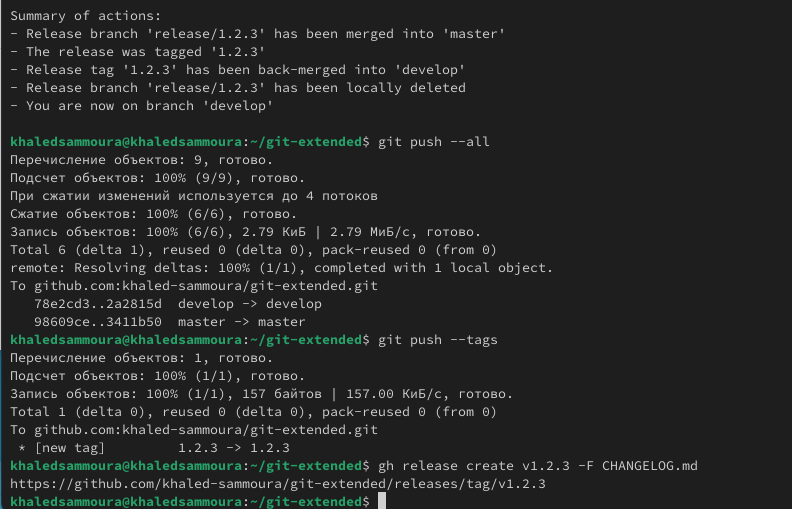 Summary of actions:
- Release branch 'release/1.2.3' has been merged into 'master'
- The release was tagged '1.2.3'
- Release tag '1.2.3' has been back-merged into 'develop'
- Release branch 'release/1.2.3' has been locally deleted
- You are now on branch 'develop'

khaledsammoura@khaledsammoura:~/git-extended$ git push --all
Перечисление объектов: 9, готово.
Подсчет объектов: 100% (9/9), готово.
При сжатии изменений используется до 4 потоков
Сжатие объектов: 100% (6/6), готово.
Запись объектов: 100% (6/6), 2.79 КиБ | 2.79 МиБ/с, готово.
Total 6 (delta 1), reused 0 (delta 0), pack-reused 0 (from 0)
remote: Resolving deltas: 100% (1/1), completed with 1 local object.
To github.com:khaled-sammoura/git-extended.git
   78e2cd3..2a2815d  develop -> develop
   98609ce..3411b50  master -> master
khaledsammoura@khaledsammoura:~/git-extended$ git push --tags
Перечисление объектов: 1, готово.
Подсчет объектов: 100% (1/1), готово.
Запись объектов: 100% (1/1), 157 байтов | 157.00 КиБ/с, готово.
Total 1 (delta 0), reused 0 (delta 0), pack-reused 0 (from 0)
To github.com:khaled-sammoura/git-extended.git
 * [new tag]         1.2.3 -> 1.2.3
khaledsammoura@khaledsammoura:~/git-extended$ gh release create v1.2.3 -F CHANGELOG.md
https://github.com/khaled-sammoura/git-extended/releases/tag/v1.2.3
khaledsammoura@khaledsammoura:~/git-extended$